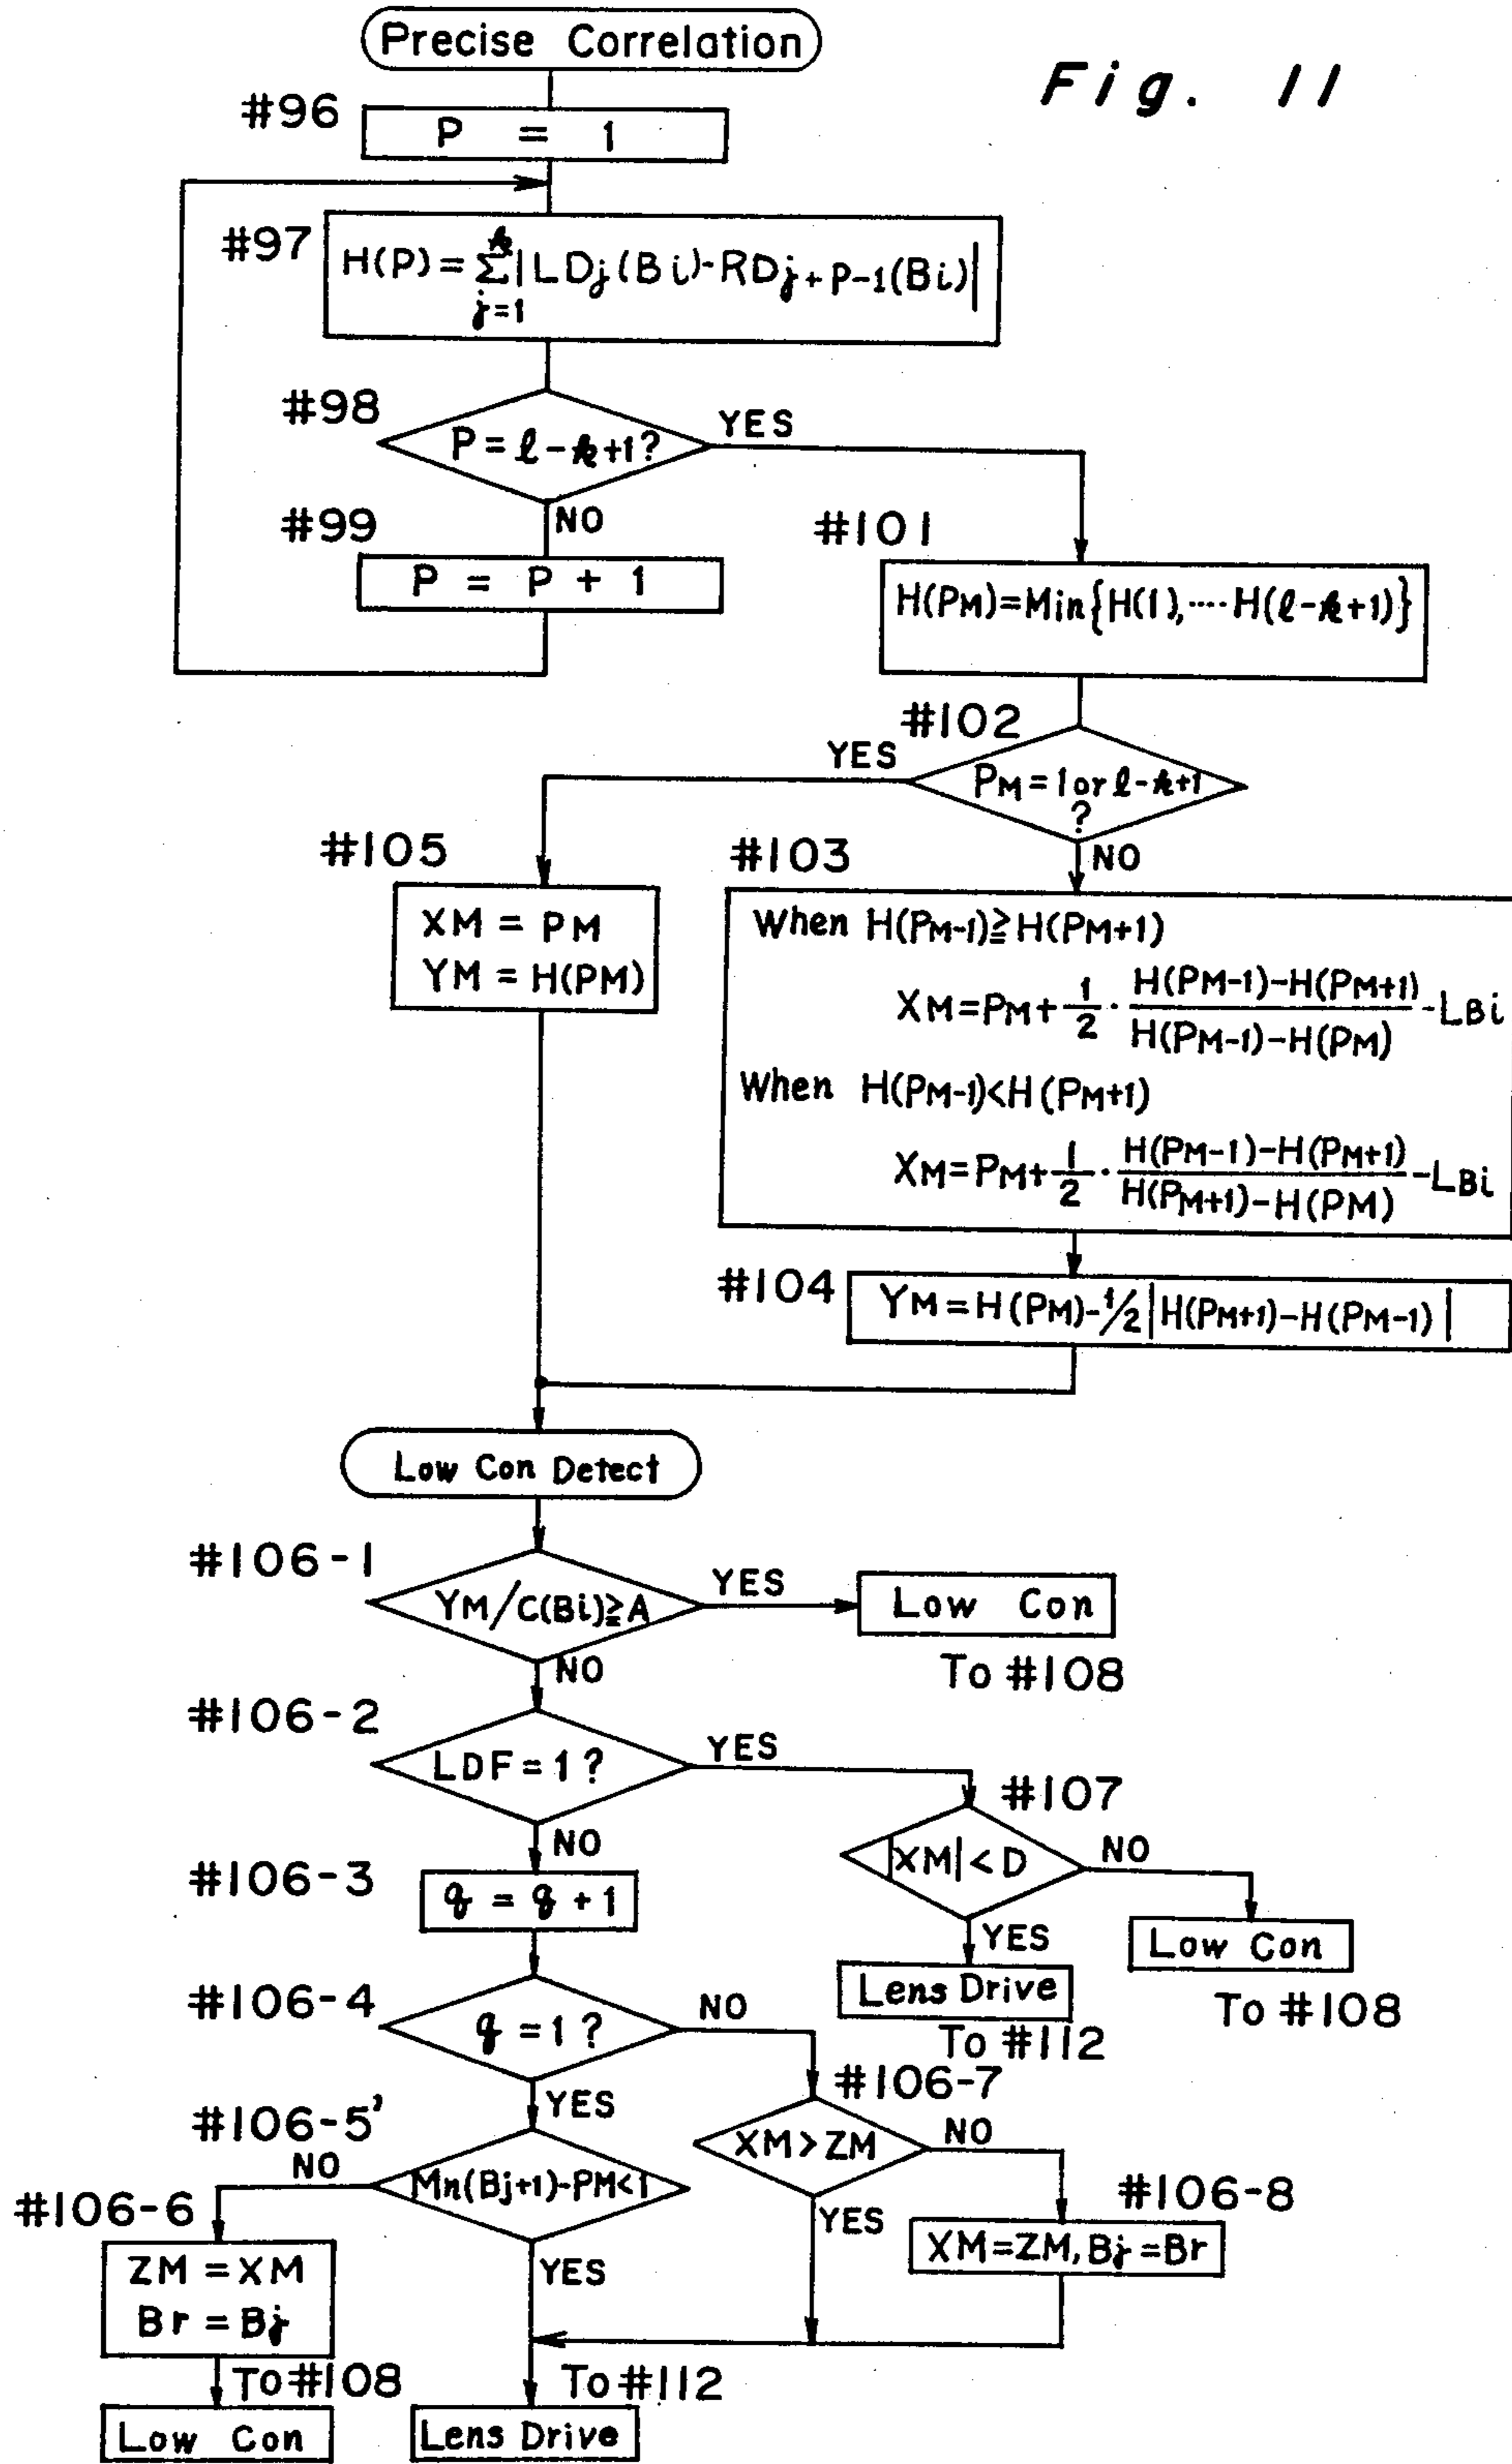 Precise Correlation
Fig. 11
#96
P = 1
#97
H(P)=∑|LDj(Bi)-RDj+P-1(Bi)|
k
j=1
#98
P=ℓ-k+1?
YES
NO
#99
P = P + 1
#101
H(PM)=Min{H(1),····H(ℓ-k+1)}
#102
PM=1orℓ-k+1
?
YES
NO
#105
XM = PM
YM = H(PM)
#103
When H(PM-1)≧H(PM+1)
XM=PM+1/2·H(PM-1)-H(PM+1)/H(PM-1)-H(PM)-LBi
When H(PM-1)<H(PM+1)
XM=PM+1/2·H(PM-1)-H(PM+1)/H(PM+1)-H(PM)-LBi
#104
YM=H(PM)-1/2|H(PM+1)-H(PM-1)|
Low Con Detect
#106-1
YM/C(Bi)≧A
YES
Low Con
To #108
NO
#106-2
LDF=1?
YES
#107
|XM|<D
NO
Low Con
To #108
YES
Lens Drive
To #112
NO
#106-3
q = q + 1
#106-4
q = 1?
NO
YES
#106-7
XM>ZM
NO
YES
#106-8
XM=ZM, Bj=Br
#106-5'
Mn(Bj+1)-PM<1
NO
YES
#106-6
ZM = XM
Br = Bj
To #108
Low Con
To #112
Lens Drive